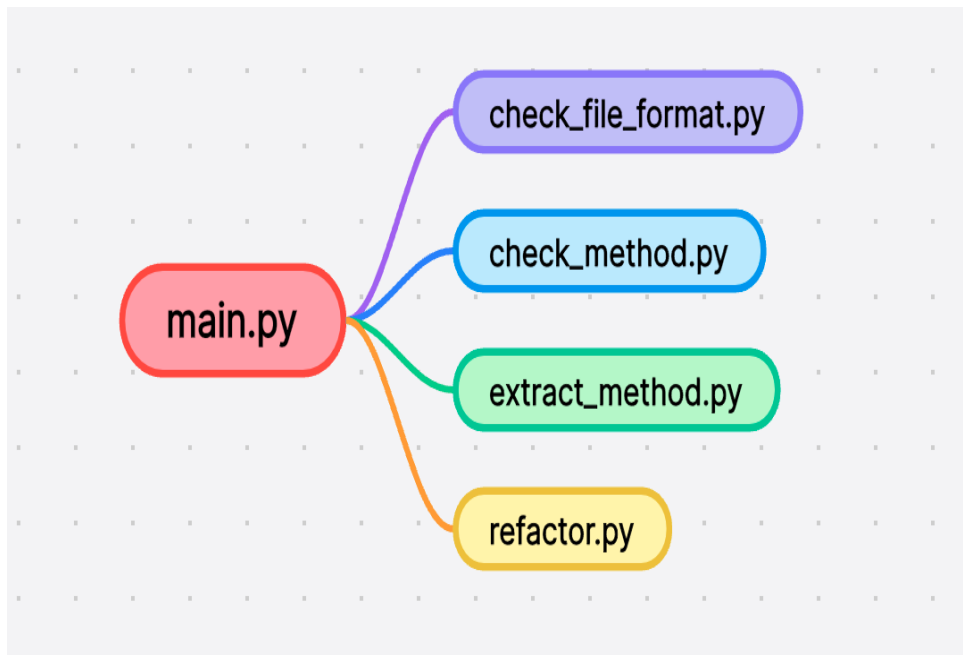 check_file_format.py
check_method.py
main.py
extract_method.py
refactor.py